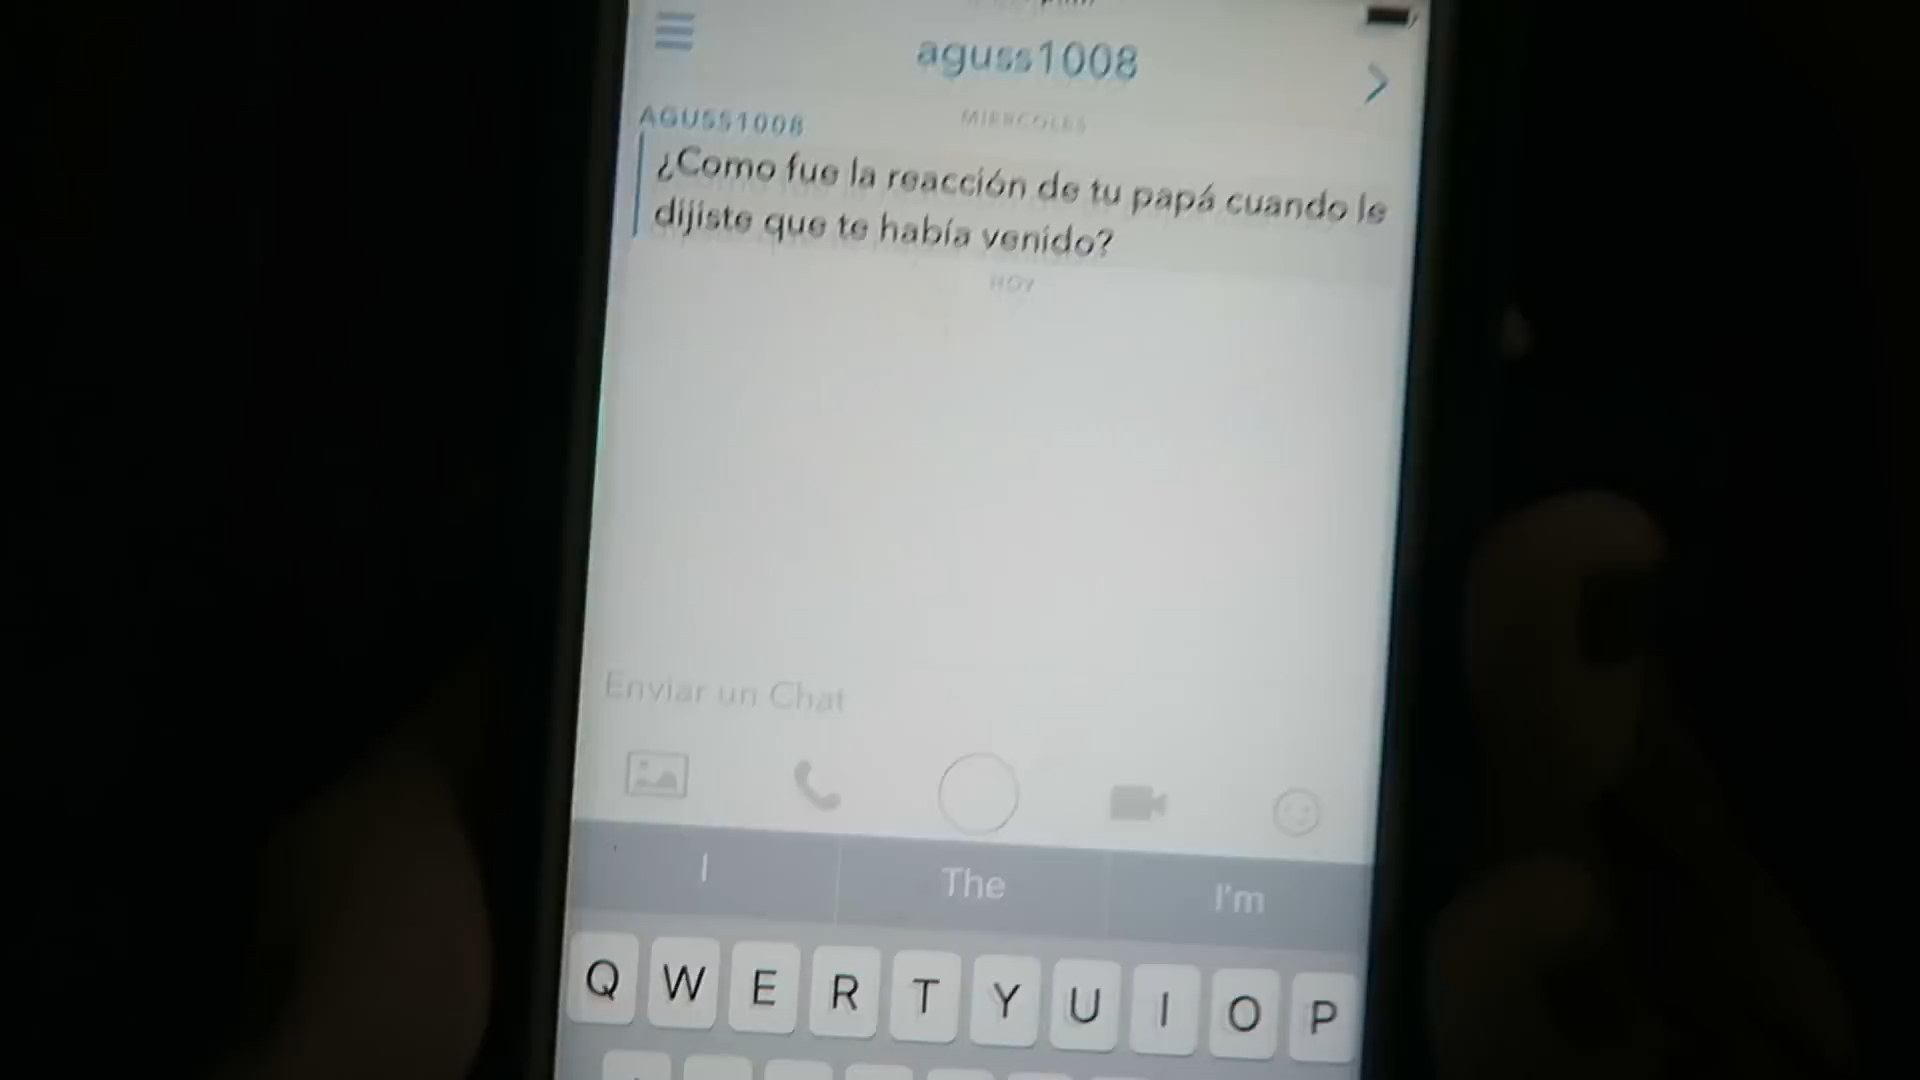 aguss1008
MIERCOLES
AGUSS1008
¿Como fue la reacción de tu papá cuando le
dijiste que te había venido?
HOY
Enviar un Chat
I The I'm
Q W E R T Y U I O P